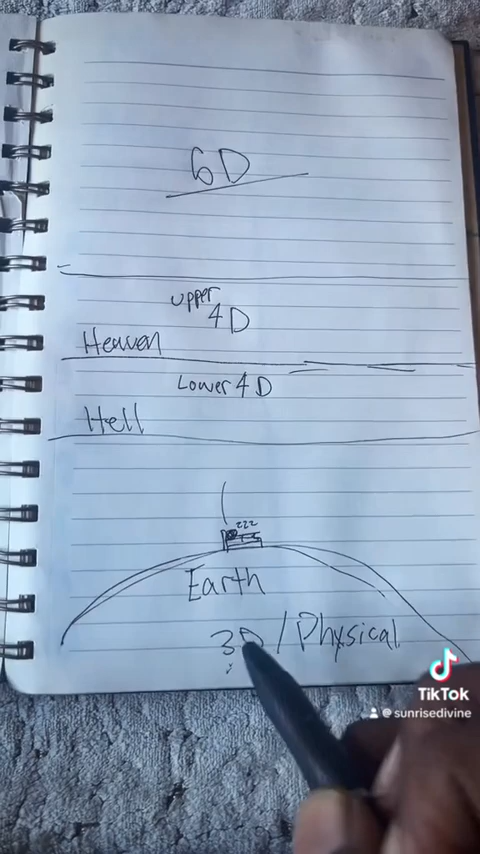 6D
Upper
4D
Heaven
Lower 4D
Hell
zzz
Earth
3D / Physical
TikTok
@ sunrisedivine